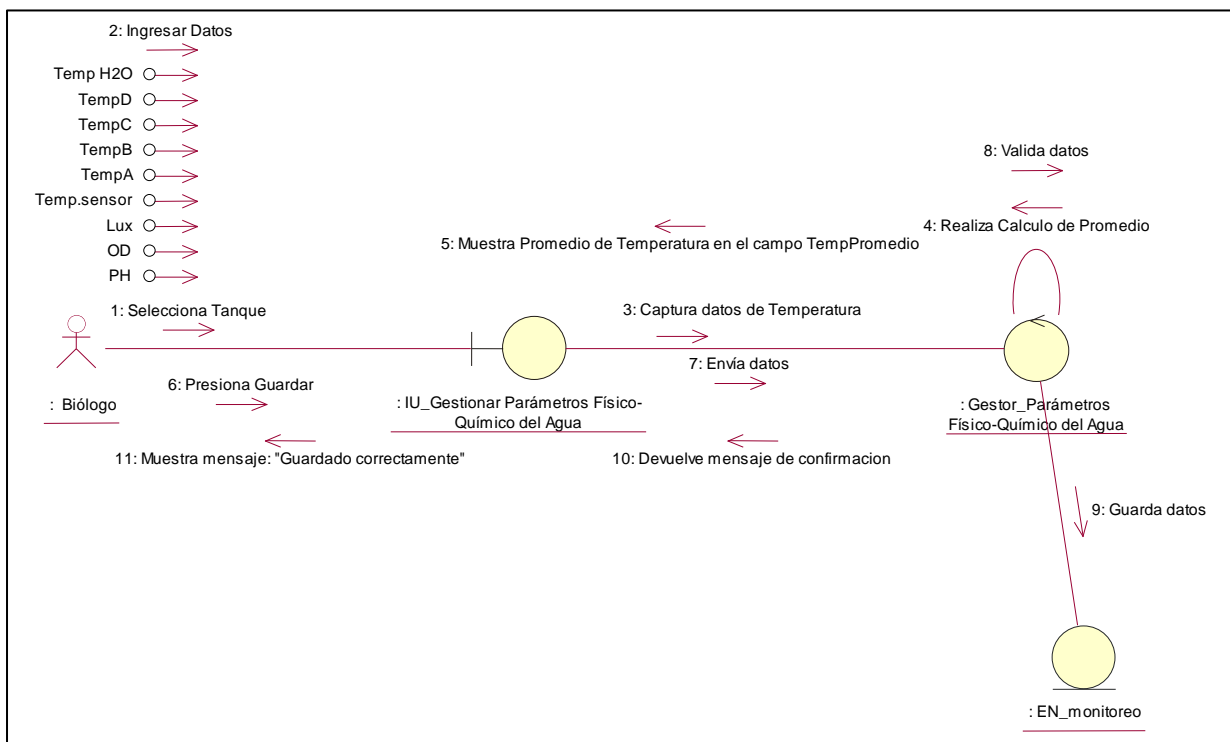 2: Ingresar Datos
Temp H2O
TempD
TempC
TempB
TempA
Temp.sensor
Lux
OD
PH
8: Valida datos
4: Realiza Calculo de Promedio
5: Muestra Promedio de Temperatura en el campo TempPromedio
1: Selecciona Tanque
3: Captura datos de Temperatura
6: Presiona Guardar
7: Envía datos
: Biólogo
: IU_Gestionar Parámetros Físico-
Químico del Agua
: Gestor_Parámetros
Físico-Químico del Agua
11: Muestra mensaje: "Guardado correctamente"
10: Devuelve mensaje de confirmacion
9: Guarda datos
: EN_monitoreo